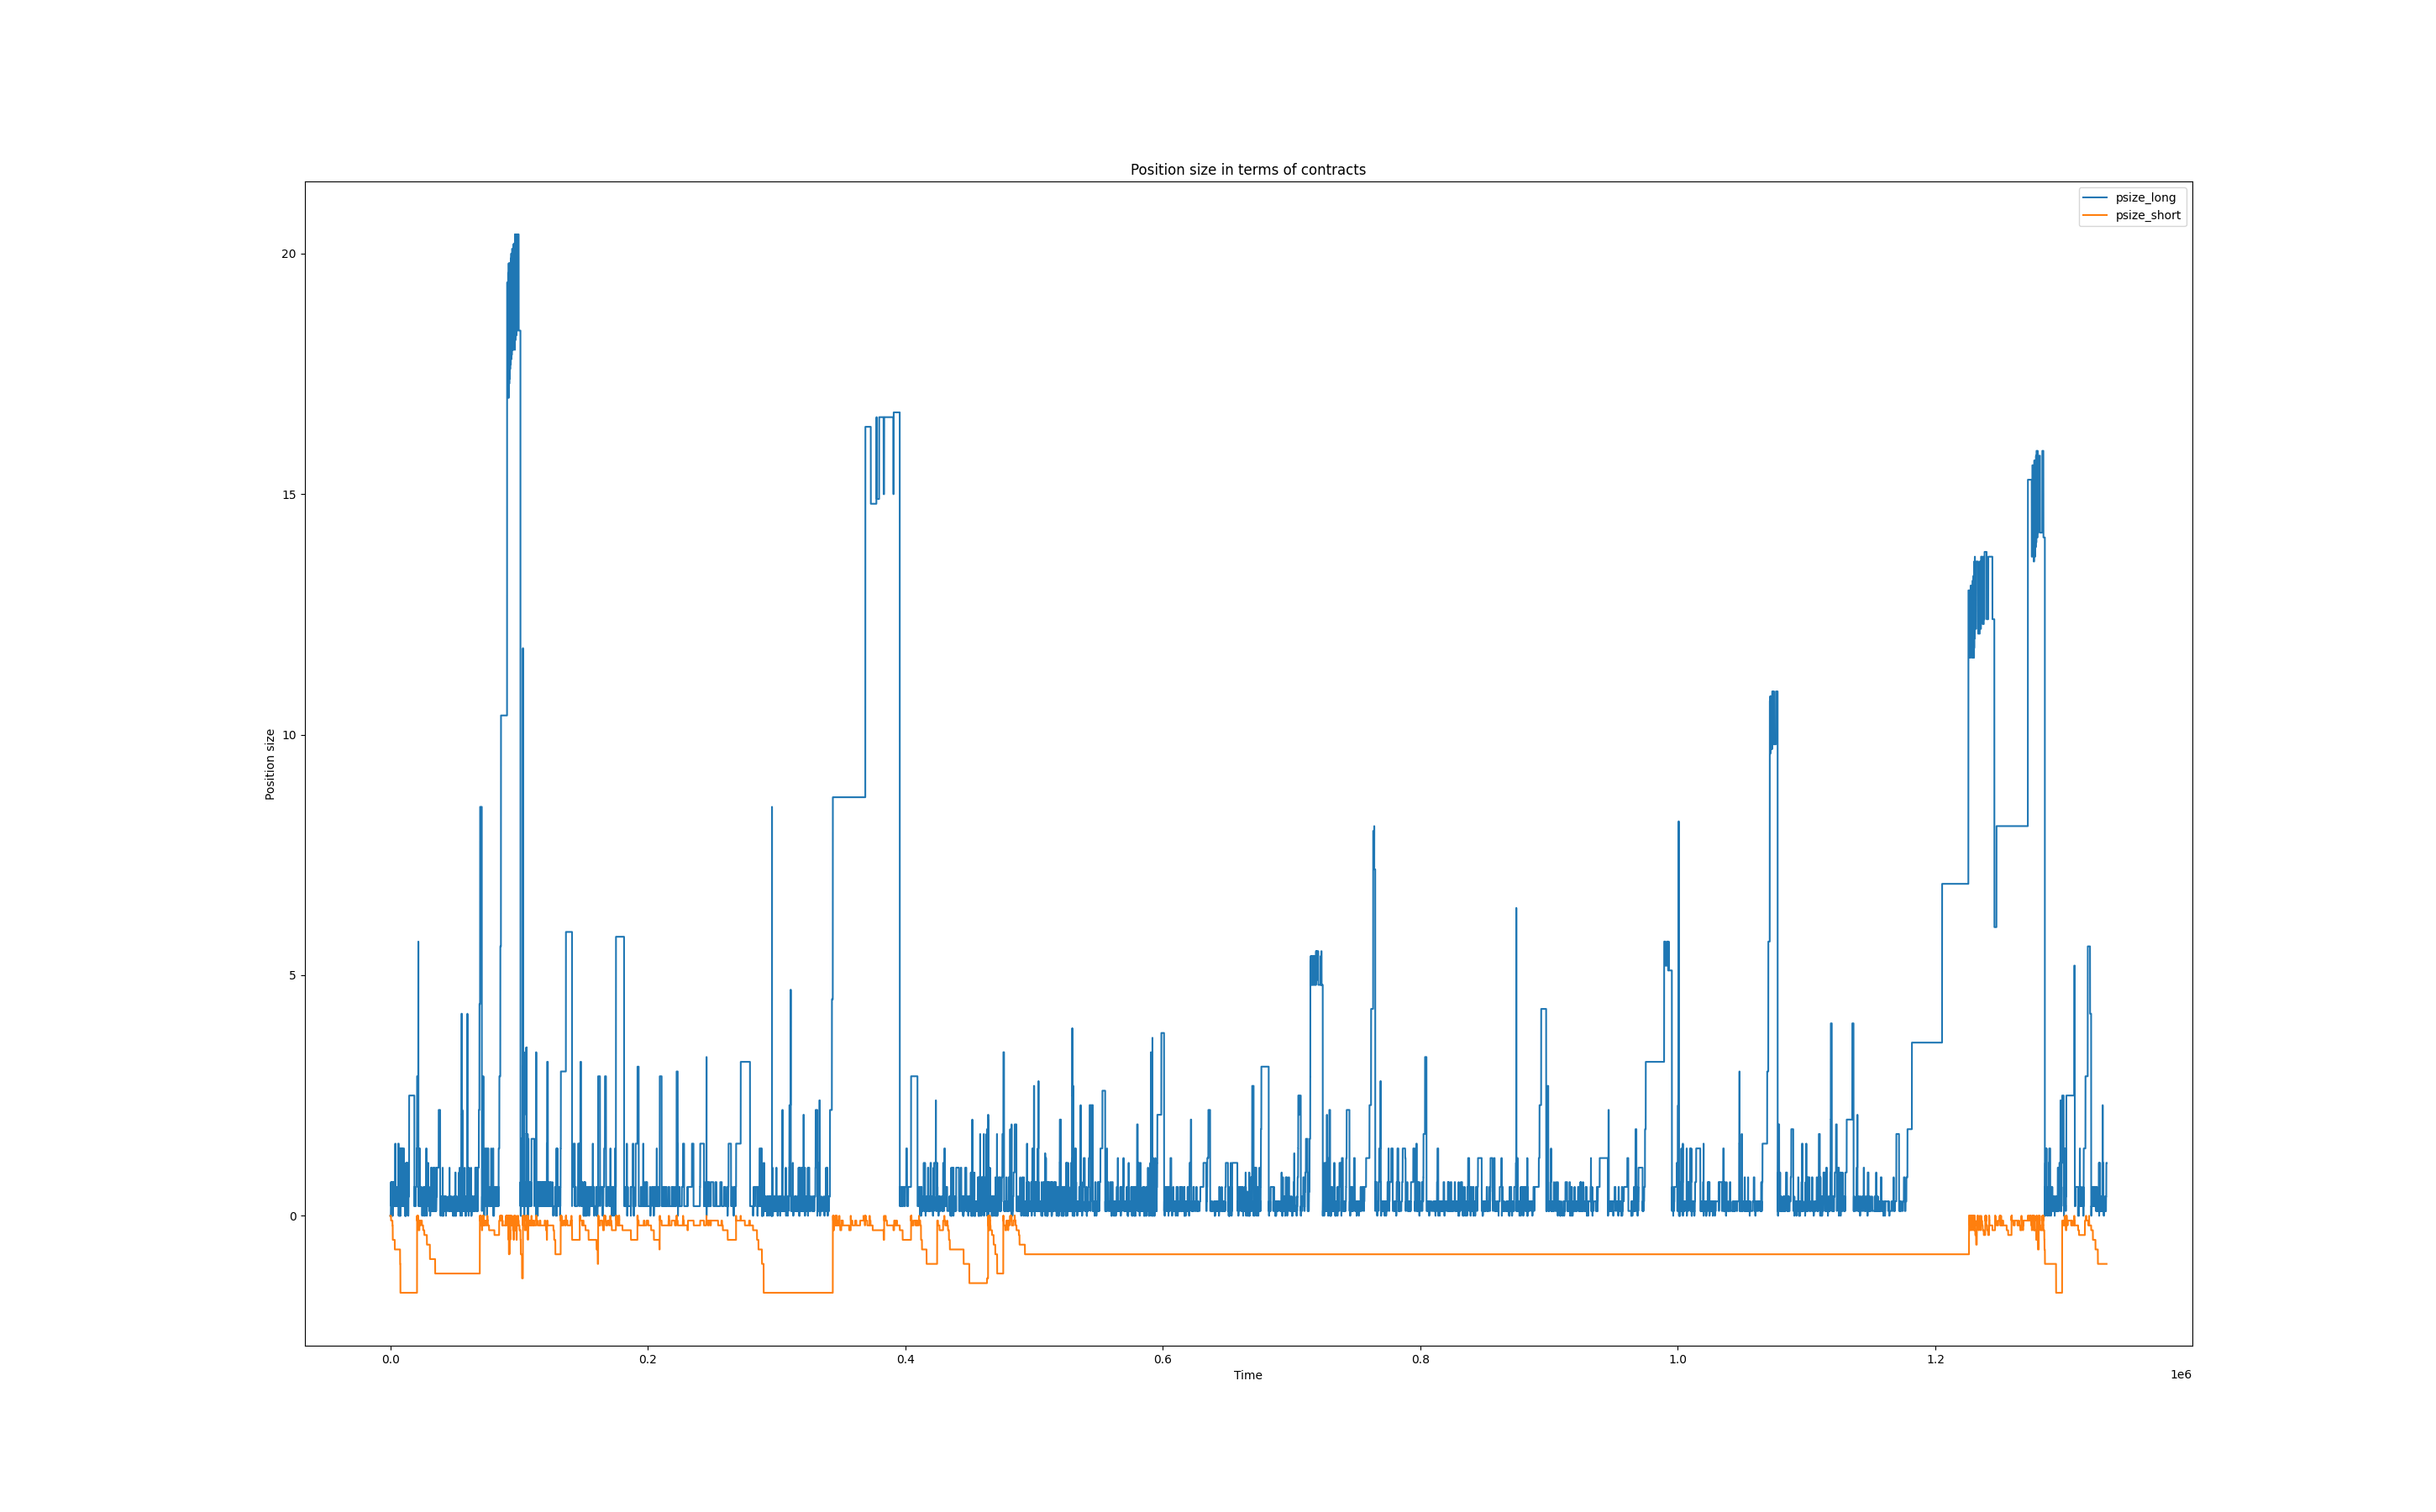 Position size in terms of contracts
psize_long
psize_short
Position size
20
15
10
5
0
0.0 0.2 0.4 0.6 0.8 1.0 1.2
Time
1e6